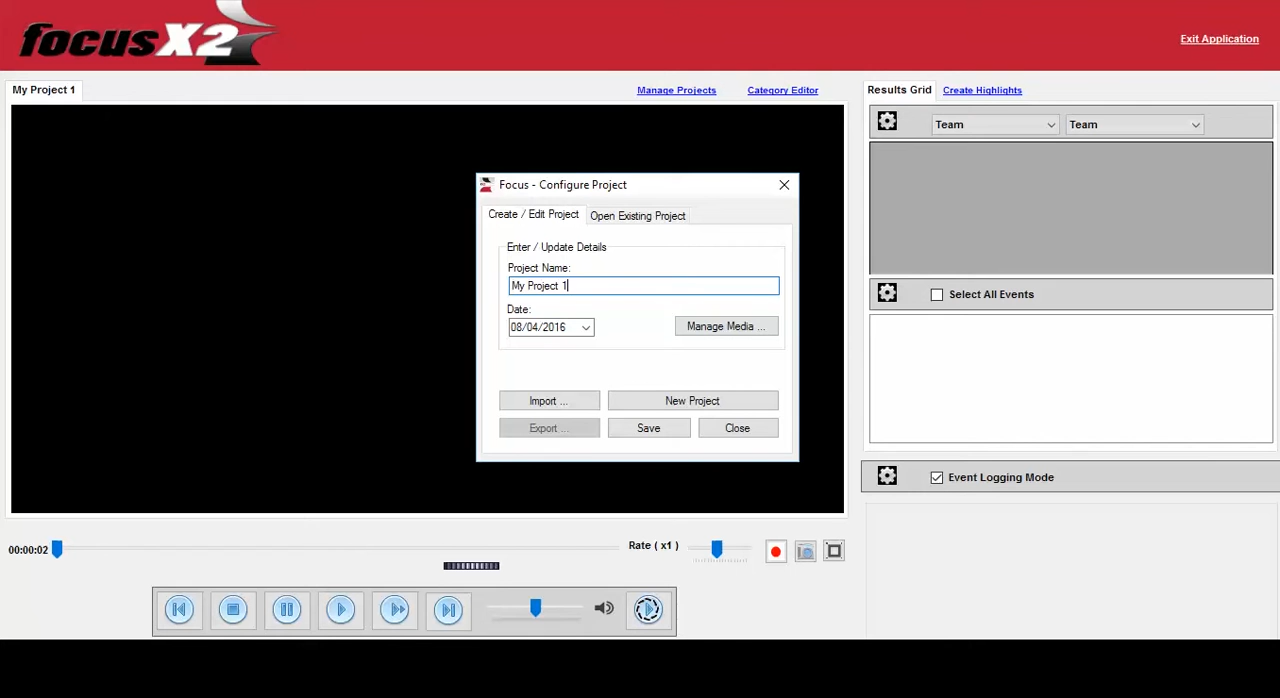 focusX2
Exit Application
My Project 1
Manage Projects
Category Editor
Results Grid
Create Highlights
Team
Team
Focus - Configure Project
Create / Edit Project
Open Existing Project
Enter / Update Details
Project Name:
My Project 1
Date:
08/04/2016
Manage Media ...
Import ...
New Project
Export ...
Save
Close
Select All Events
Event Logging Mode
00:00:02
Rate ( x1 )